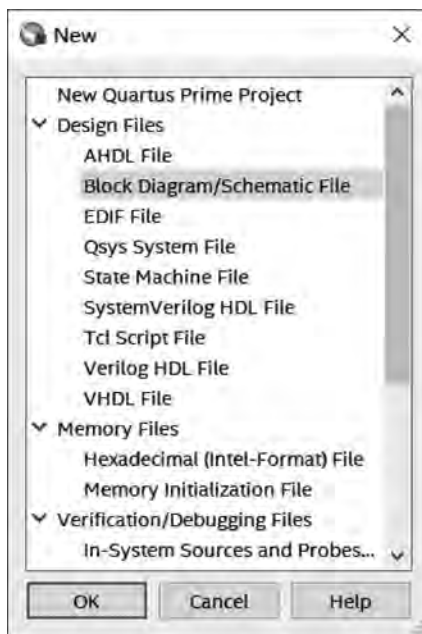 New
New Quartus Prime Project
Design Files
AHDL File
Block Diagram/Schematic File
EDIF File
Qsys System File
State Machine File
SystemVerilog HDL File
Tcl Script File
Verilog HDL File
VHDL File
Memory Files
Hexadecimal (Intel-Format) File
Memory Initialization File
Verification/Debugging Files
In-System Sources and Probes...
OK Cancel Help